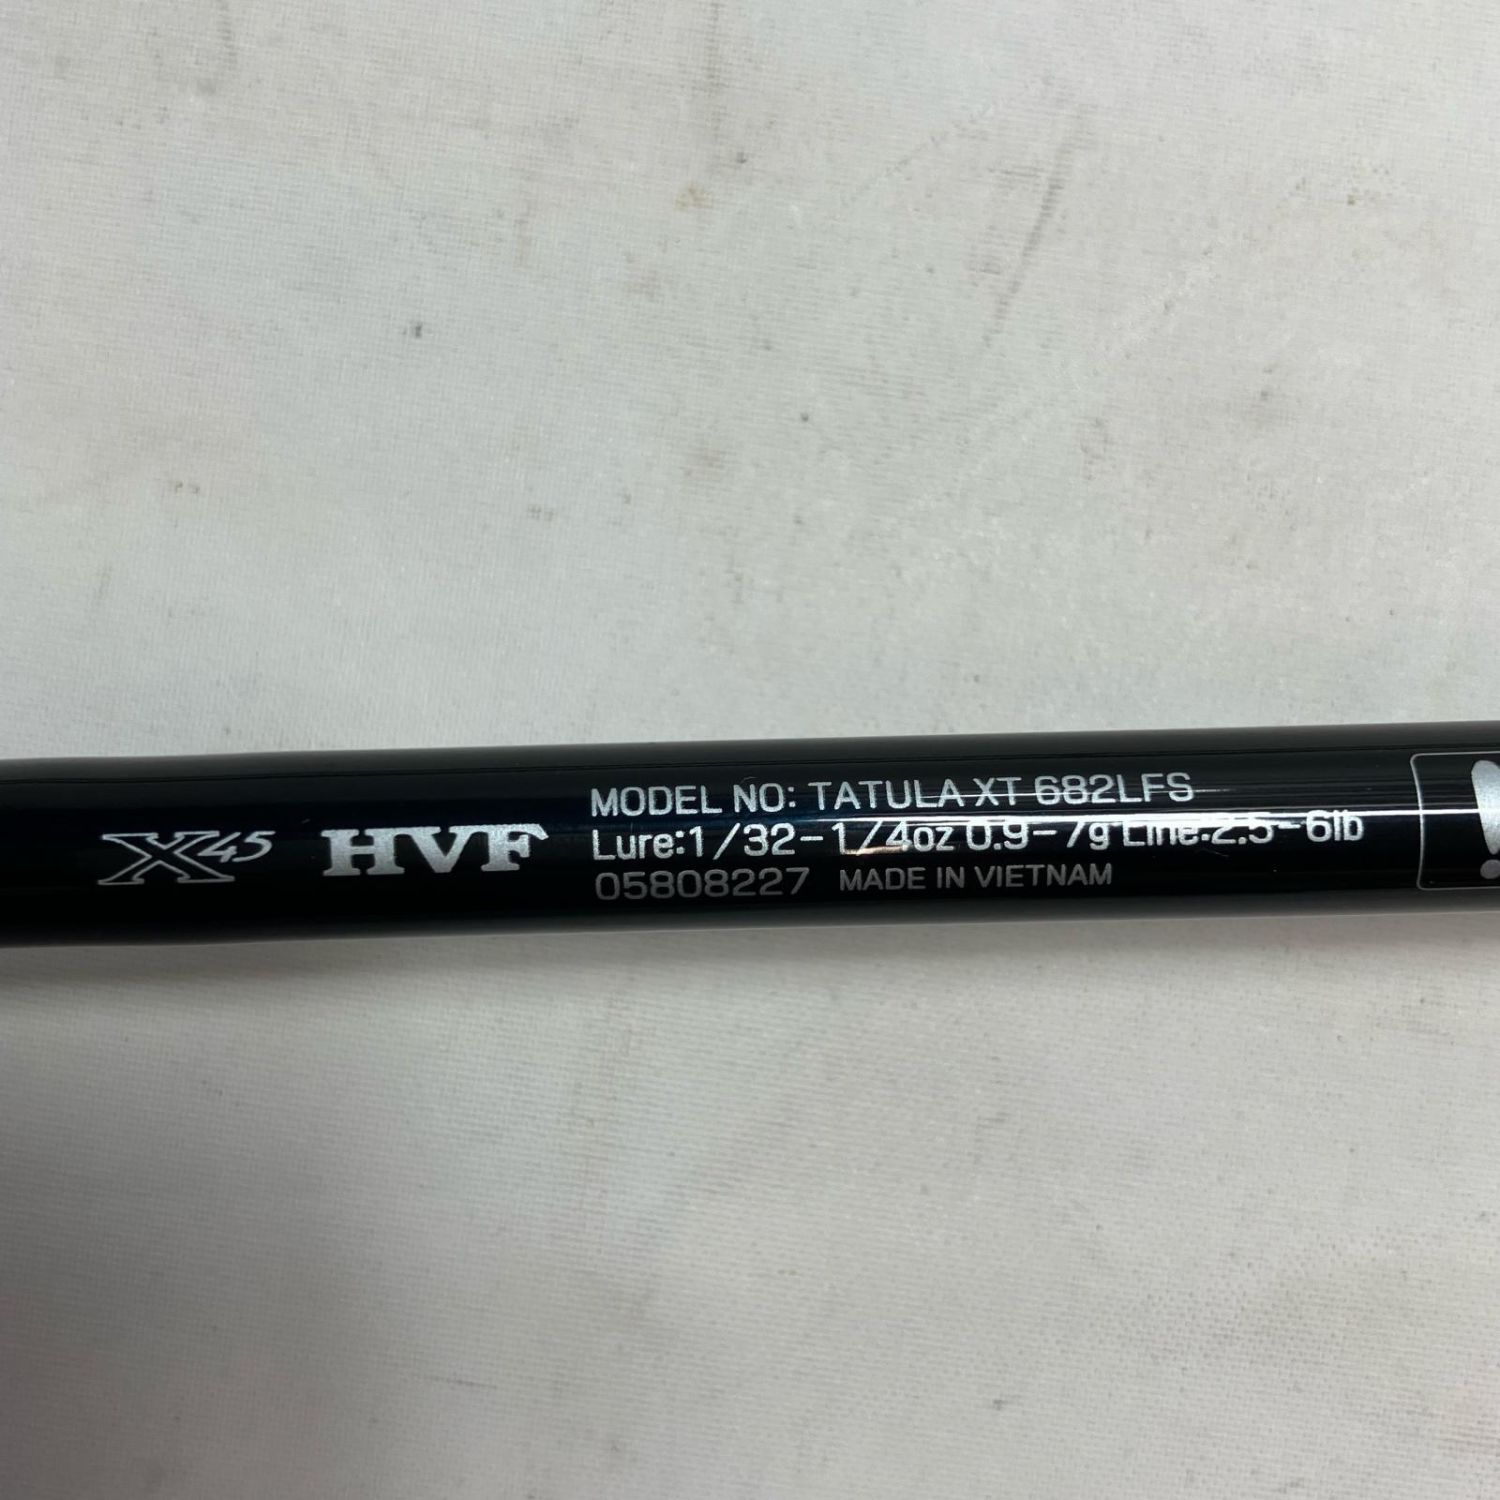 X45 HVF
MODEL NO: TATULA XT 682LFS
Lure:1/32-1/4oz 0.9-7g Line:2.5-6lb
05808227 MADE IN VIETNAM